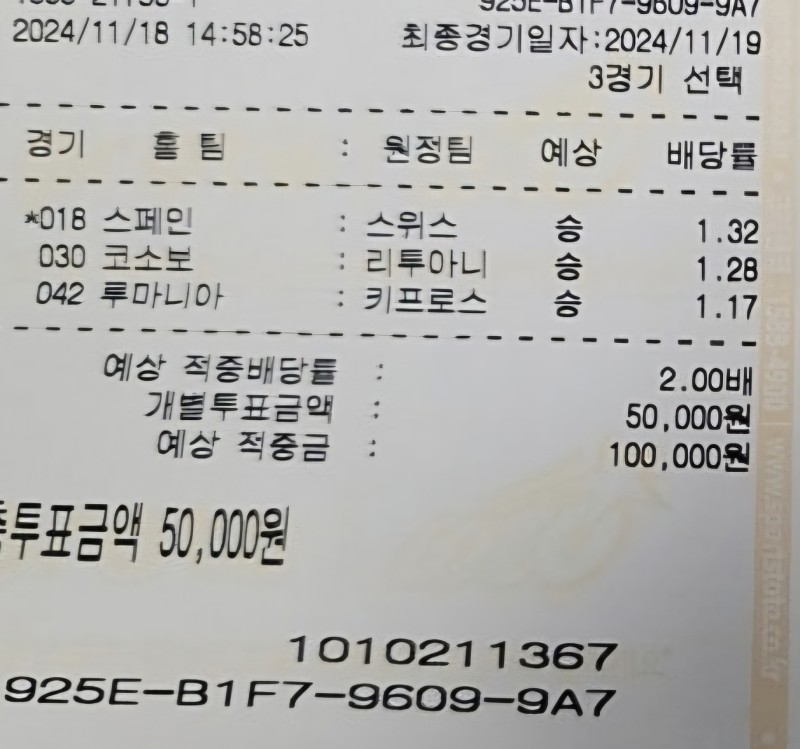 925E-B1F7-9609-9A7
2024/11/18 14:58:25 최종경기일자:2024/11/19
3경기 선택
경기 홈 팀 : 원정팀 예상 배당률
*018 스페인 : 스위스 승 1.32
030 코소보 : 리투아니 승 1.28
042 루마니아 : 키프로스 승 1.17
예상 적중배당률 : 2.00배
개별투표금액 : 50,000원
예상 적중금 : 100,000원
총투표금액 50,000원
1010211367
925E-B1F7-9609-9A7